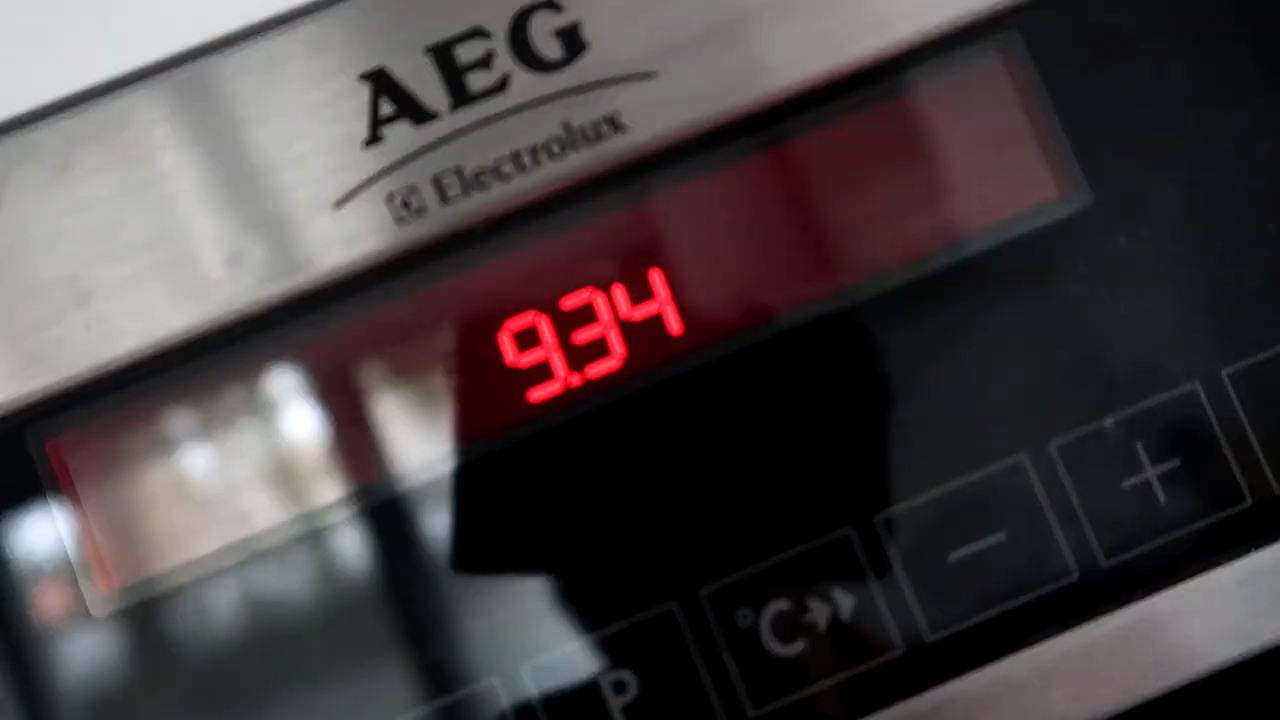 AEG
Electrolux
9.34
+
−
°C
P